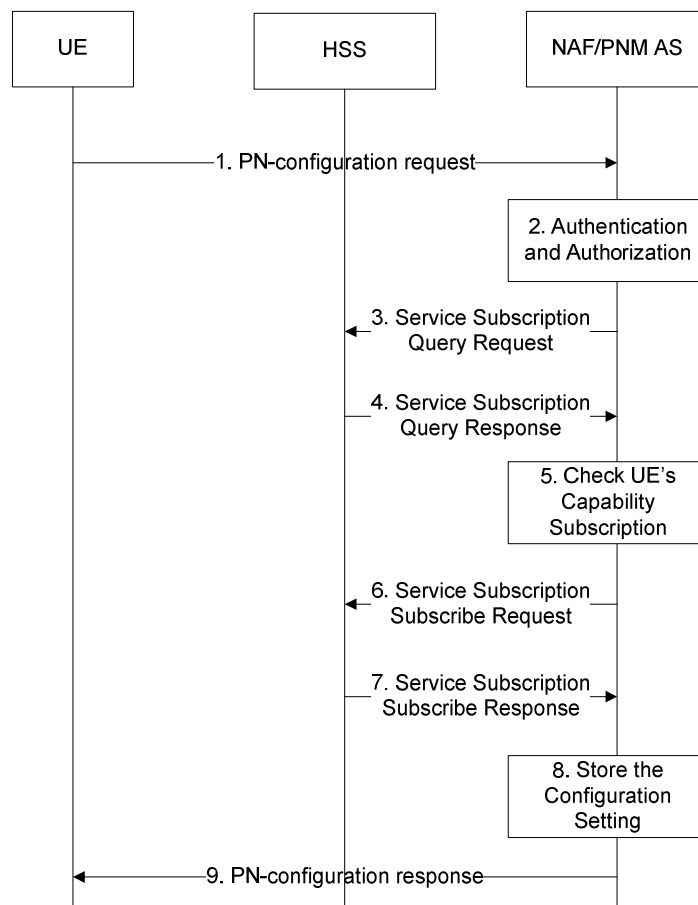 UE
HSS
NAF/PNM AS
1. PN-configuration request
2. Authentication
and Authorization
3. Service Subscription
Query Request
4. Service Subscription
Query Response
5. Check UE's
Capability
Subscription
6. Service Subscription
Subscribe Request
7. Service Subscription
Subscribe Response
8. Store the
Configuration
Setting
9. PN-configuration response